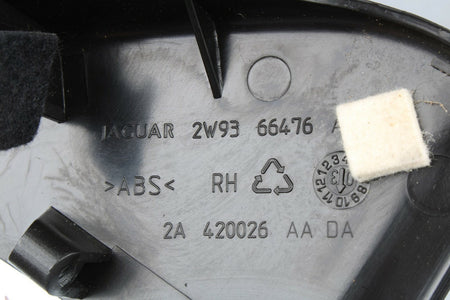 JAGUAR 2W93 66476 A
>ABS< RH
2A 420026 AA DA